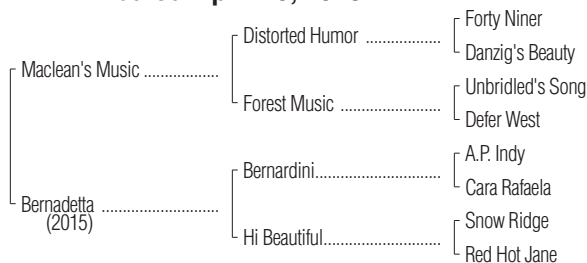 Forty Niner
Distorted Humor ..................
Danzig's Beauty
Maclean's Music ..................
Unbridled's Song
Forest Music ........................
Defer West
A.P. Indy
Bernardini............................
Cara Rafaela
Bernadetta ............................
(2015)
Snow Ridge
Hi Beautiful..........................
Red Hot Jane